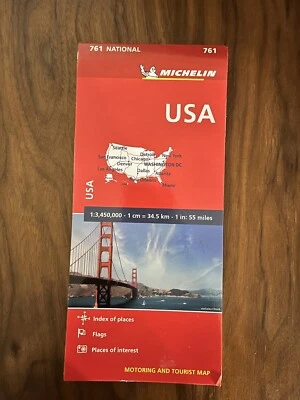 761 NATIONAL 761
MICHELIN
USA
Seattle
Detroit New York
San Francisco Chicago
Denver WASHINGTON DC
Los Angeles Dallas Atlanta
Miami
USA
1:3,450,000 - 1 cm = 34.5 km - 1 in: 55 miles
Index of places
Flags
Places of interest
MOTORING AND TOURIST MAP